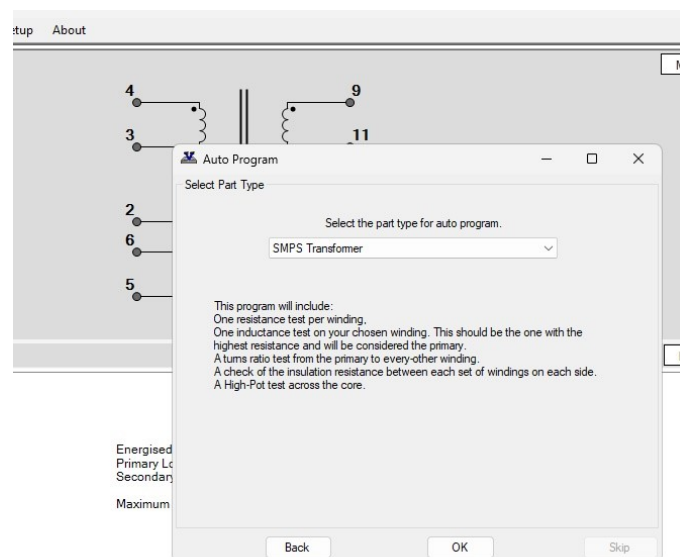 About
4
9
3
11
Auto Program
Select Part Type
2
Select the part type for auto program.
6
SMPS Transformer
5
This program will include:
One resistance test per winding,
One inductance test on your chosen winding. This should be the one with the
highest resistance and will be considered the primary.
A turns ratio test from the primary to every-other winding.
A check of the insulation resistance between each set of windings on each side.
A High-Pot test across the core.
Energised
Primary
Secondary
Maximum
Back
OK
Skip